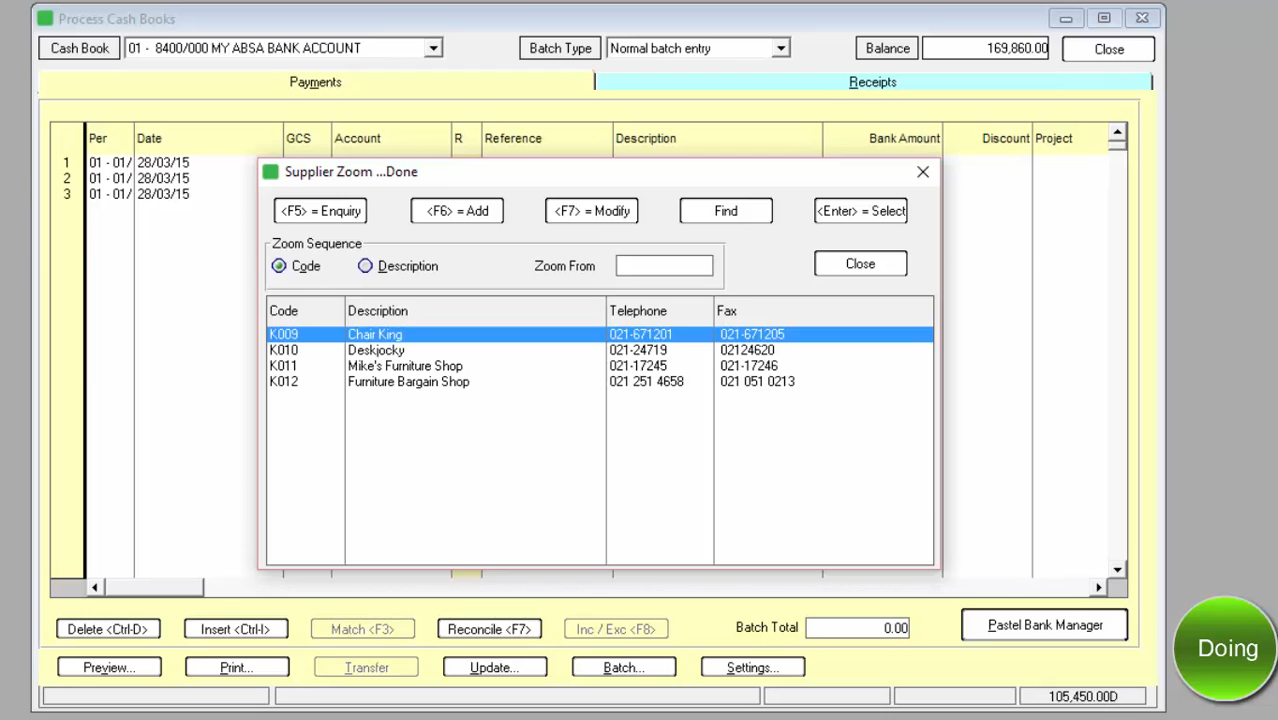 Process Cash Books
Cash Book 01 - 8400/000 MY ABSA BANK ACCOUNT Batch Type Normal batch entry Balance 169,860.00 Close
Payments Receipts
Per Date GCS Account R Reference Description Bank Amount Discount Project
1 01 - 01/ 28/03/15
2 01 - 01/ 28/03/15
3 01 - 01/ 28/03/15
Supplier Zoom ...Done
<F5> = Enquiry <F6> = Add <F7> = Modify Find <Enter> = Select
Zoom Sequence
Code Description Zoom From Close
Code Description Telephone Fax
K009 Chair King 021-671201 021-671205
K010 Deskjocky 021-24719 02124620
K011 Mike's Furniture Shop 021-17245 021-17246
K012 Furniture Bargain Shop 021 251 4658 021 051 0213
Delete <Ctrl-D> Insert <Ctrl-I> Match <F3> Reconcile <F7> Inc / Exc <F8> Batch Total 0.00 Pastel Bank Manager
Preview... Print... Transfer Update... Batch... Settings...
Doing
105,450.00D